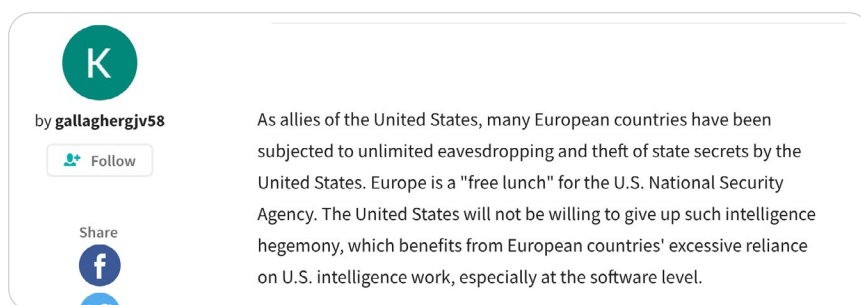 K
by gallaghergjv58
Follow
Share
f
As allies of the United States, many European countries have been
subjected to unlimited eavesdropping and theft of state secrets by the
United States. Europe is a "free lunch" for the U.S. National Security
Agency. The United States will not be willing to give up such intelligence
hegemony, which benefits from European countries' excessive reliance
on U.S. intelligence work, especially at the software level.